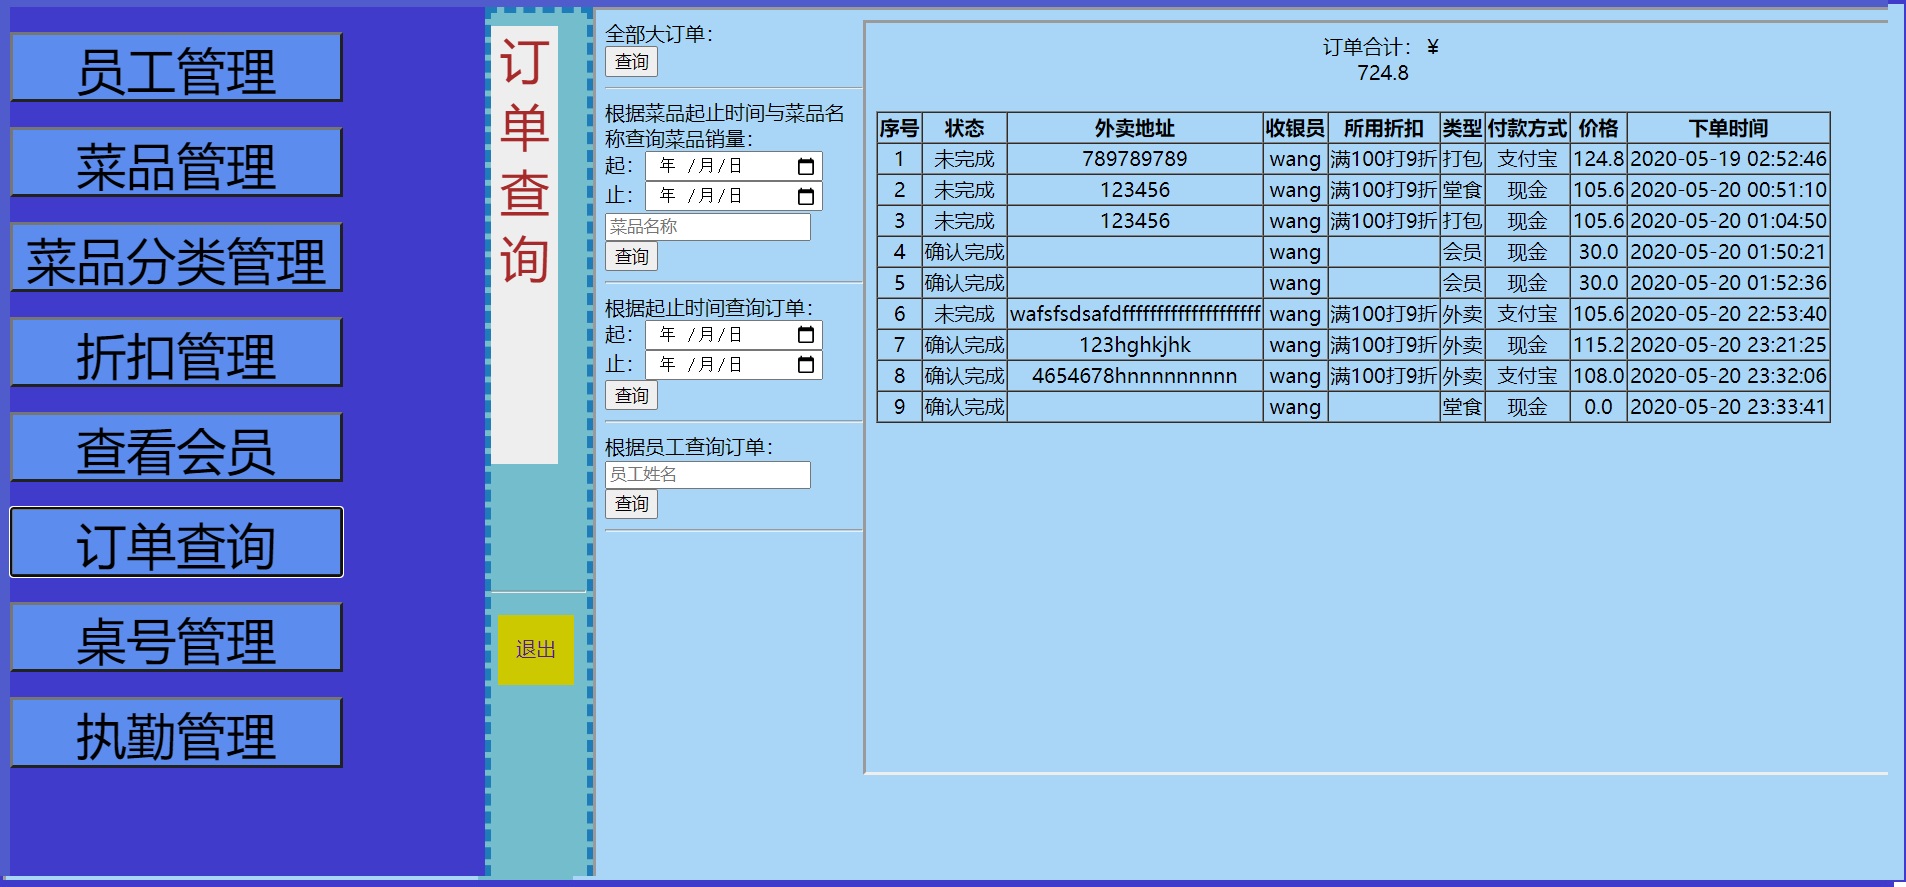 员工管理
菜品管理
菜品分类管理
折扣管理
查看会员
订单查询
桌号管理
执勤管理
订
单
查
询
退出
全部大订单：
查询
根据菜品起止时间与菜品名
称查询菜品销量：
起： 年 /月/日
止： 年 /月/日
菜品名称
查询
根据起止时间查询订单：
起： 年 /月/日
止： 年 /月/日
查询
根据员工查询订单：
员工姓名
查询
订单合计：￥
724.8
序号 状态 外卖地址 收银员 所用折扣 类型 付款方式 价格 下单时间
1 未完成 789789789 wang 满100打9折 打包 支付宝 124.8 2020-05-19 02:52:46
2 未完成 123456 wang 满100打9折 堂食 现金 105.6 2020-05-20 00:51:10
3 未完成 123456 wang 满100打9折 打包 现金 105.6 2020-05-20 01:04:50
4 确认完成 wang 会员 现金 30.0 2020-05-20 01:50:21
5 确认完成 wang 会员 现金 30.0 2020-05-20 01:52:36
6 未完成 wang 满100打9折 外卖 支付宝 105.6 2020-05-20 22:53:40
7 确认完成 123hghkjhk wang 满100打9折 外卖 现金 115.2 2020-05-20 23:21:25
8 确认完成 4654678hnnnnnnnnnn wang 满100打9折 外卖 支付宝 108.0 2020-05-20 23:32:06
9 确认完成 wang 堂食 现金 0.0 2020-05-20 23:33:41